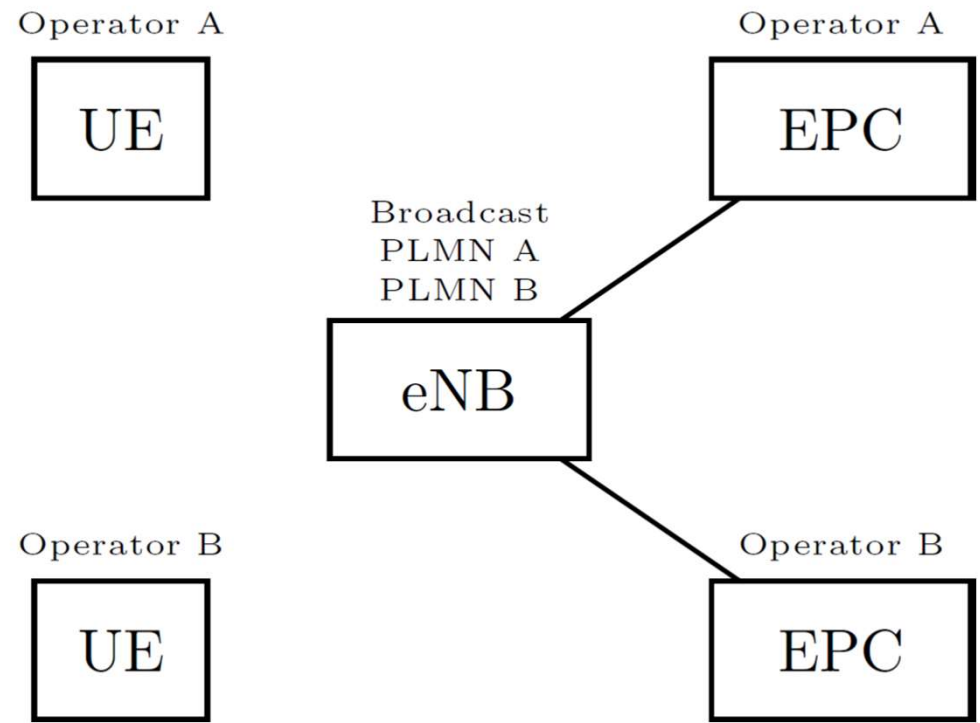 Operator A
UE
Operator A
EPC
Broadcast
PLMN A
PLMN B
eNB
Operator B
UE
Operator B
EPC